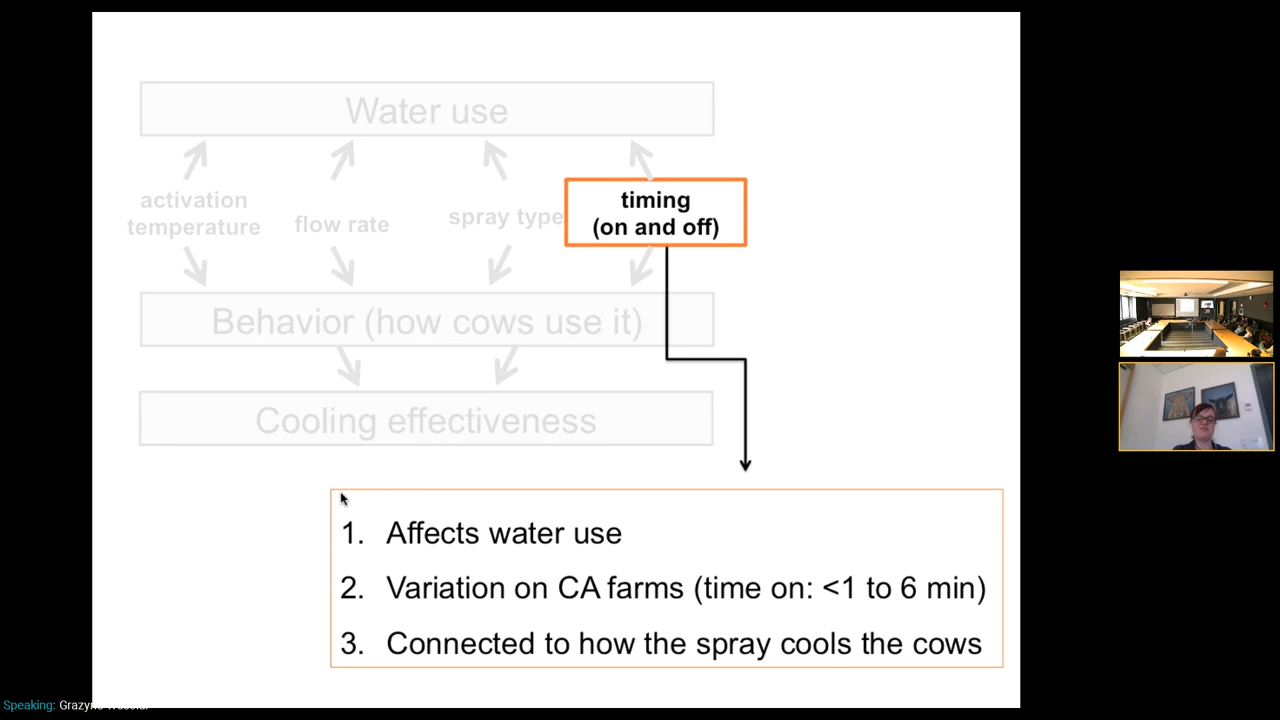 Water use
activation
temperature
flow rate
spray type
timing
(on and off)
Behavior (how cows use it)
Cooling effectiveness
1. Affects water use
2. Variation on CA farms (time on: <1 to 6 min)
3. Connected to how the spray cools the cows
Speaking: